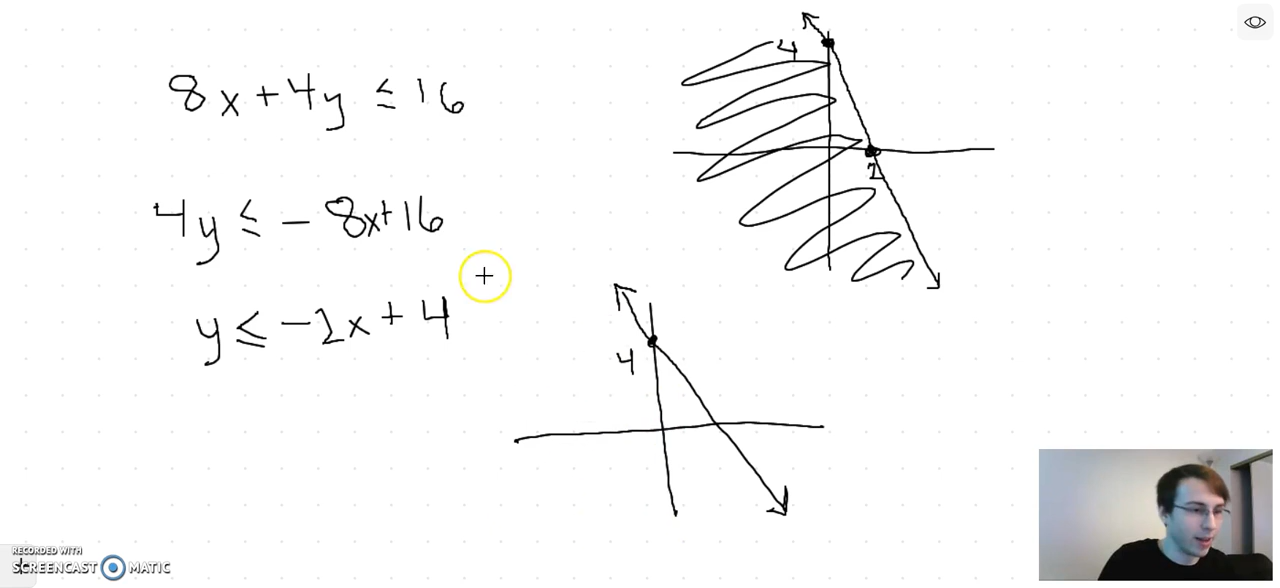 8x + 4y ≤ 16
4y ≤ - 8x + 16
y ≤ -2x + 4
4
2
4
RECORDED WITH
SCREENCAST MATIC